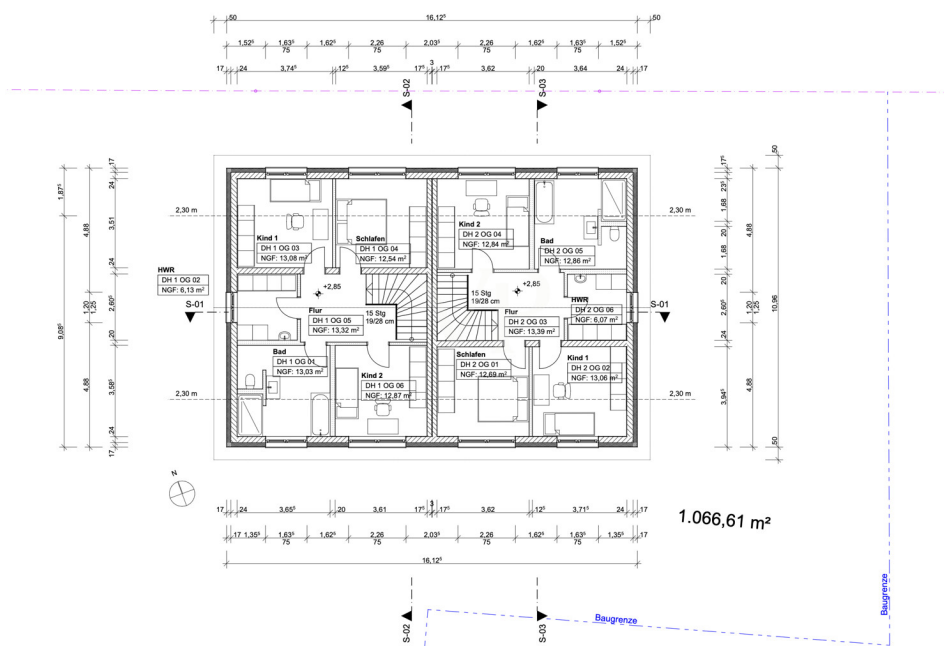 50 16,12⁵ 50
1,52⁵ 1,63⁵ 1,62⁵ 2,26 2,03⁵ 2,26 1,62⁵ 1,63⁵ 1,52⁵
75 75 75 75
3
17 24 3,74⁵ 12⁵ 3,59⁵ 17⁵ 17⁵ 3,62 20 3,64 24 17
S-02 S-03
50
1,87⁵
9,08⁵
4,88
1,20
1,25
4,88
17
24
3,51
24
2,60⁵
20
3,58⁵
24
17
2,30 m
2,30 m
Kind 1
DH 1 OG 03
NGF: 13,08 m²
Schlafen
DH 1 OG 04
NGF: 12,54 m²
Kind 2
DH 2 OG 04
NGF: 12,84 m²
Bad
DH 2 OG 05
NGF: 12,86 m²
HWR
DH 1 OG 02
NGF: 6,13 m²
S-01
+2,85
Flur
DH 1 OG 05
NGF: 13,32 m²
15 Stg
19/28 cm
15 Stg
19/28 cm
+2,85
Flur
DH 2 OG 03
NGF: 13,39 m²
HWR
DH 2 OG 06
NGF: 6,07 m²
S-01
Bad
DH 1 OG 01
NGF: 13,03 m²
Kind 2
DH 1 OG 06
NGF: 12,87 m²
Schlafen
DH 2 OG 01
NGF: 12,69 m²
Kind 1
DH 2 OG 02
NGF: 13,06 m²
2,30 m
2,30 m
17⁵
23⁵
1,68
20
1,68
20
2,60⁵
24
3,94⁵
24
17
4,88
1,20
1,25
4,88
50
10,96
50
N
3
17 24 3,65⁵ 20 3,61 17⁵ 17⁵ 3,62 12⁵ 3,71⁵ 24 17
17 1,35⁵ 1,63⁵ 1,62⁵ 2,26 2,03⁵ 2,26 1,62⁵ 1,63⁵ 1,35⁵ 17
75 75 75 75
16,12⁵
1.066,61 m²
S-02 S-03
Baugrenze
Baugrenze